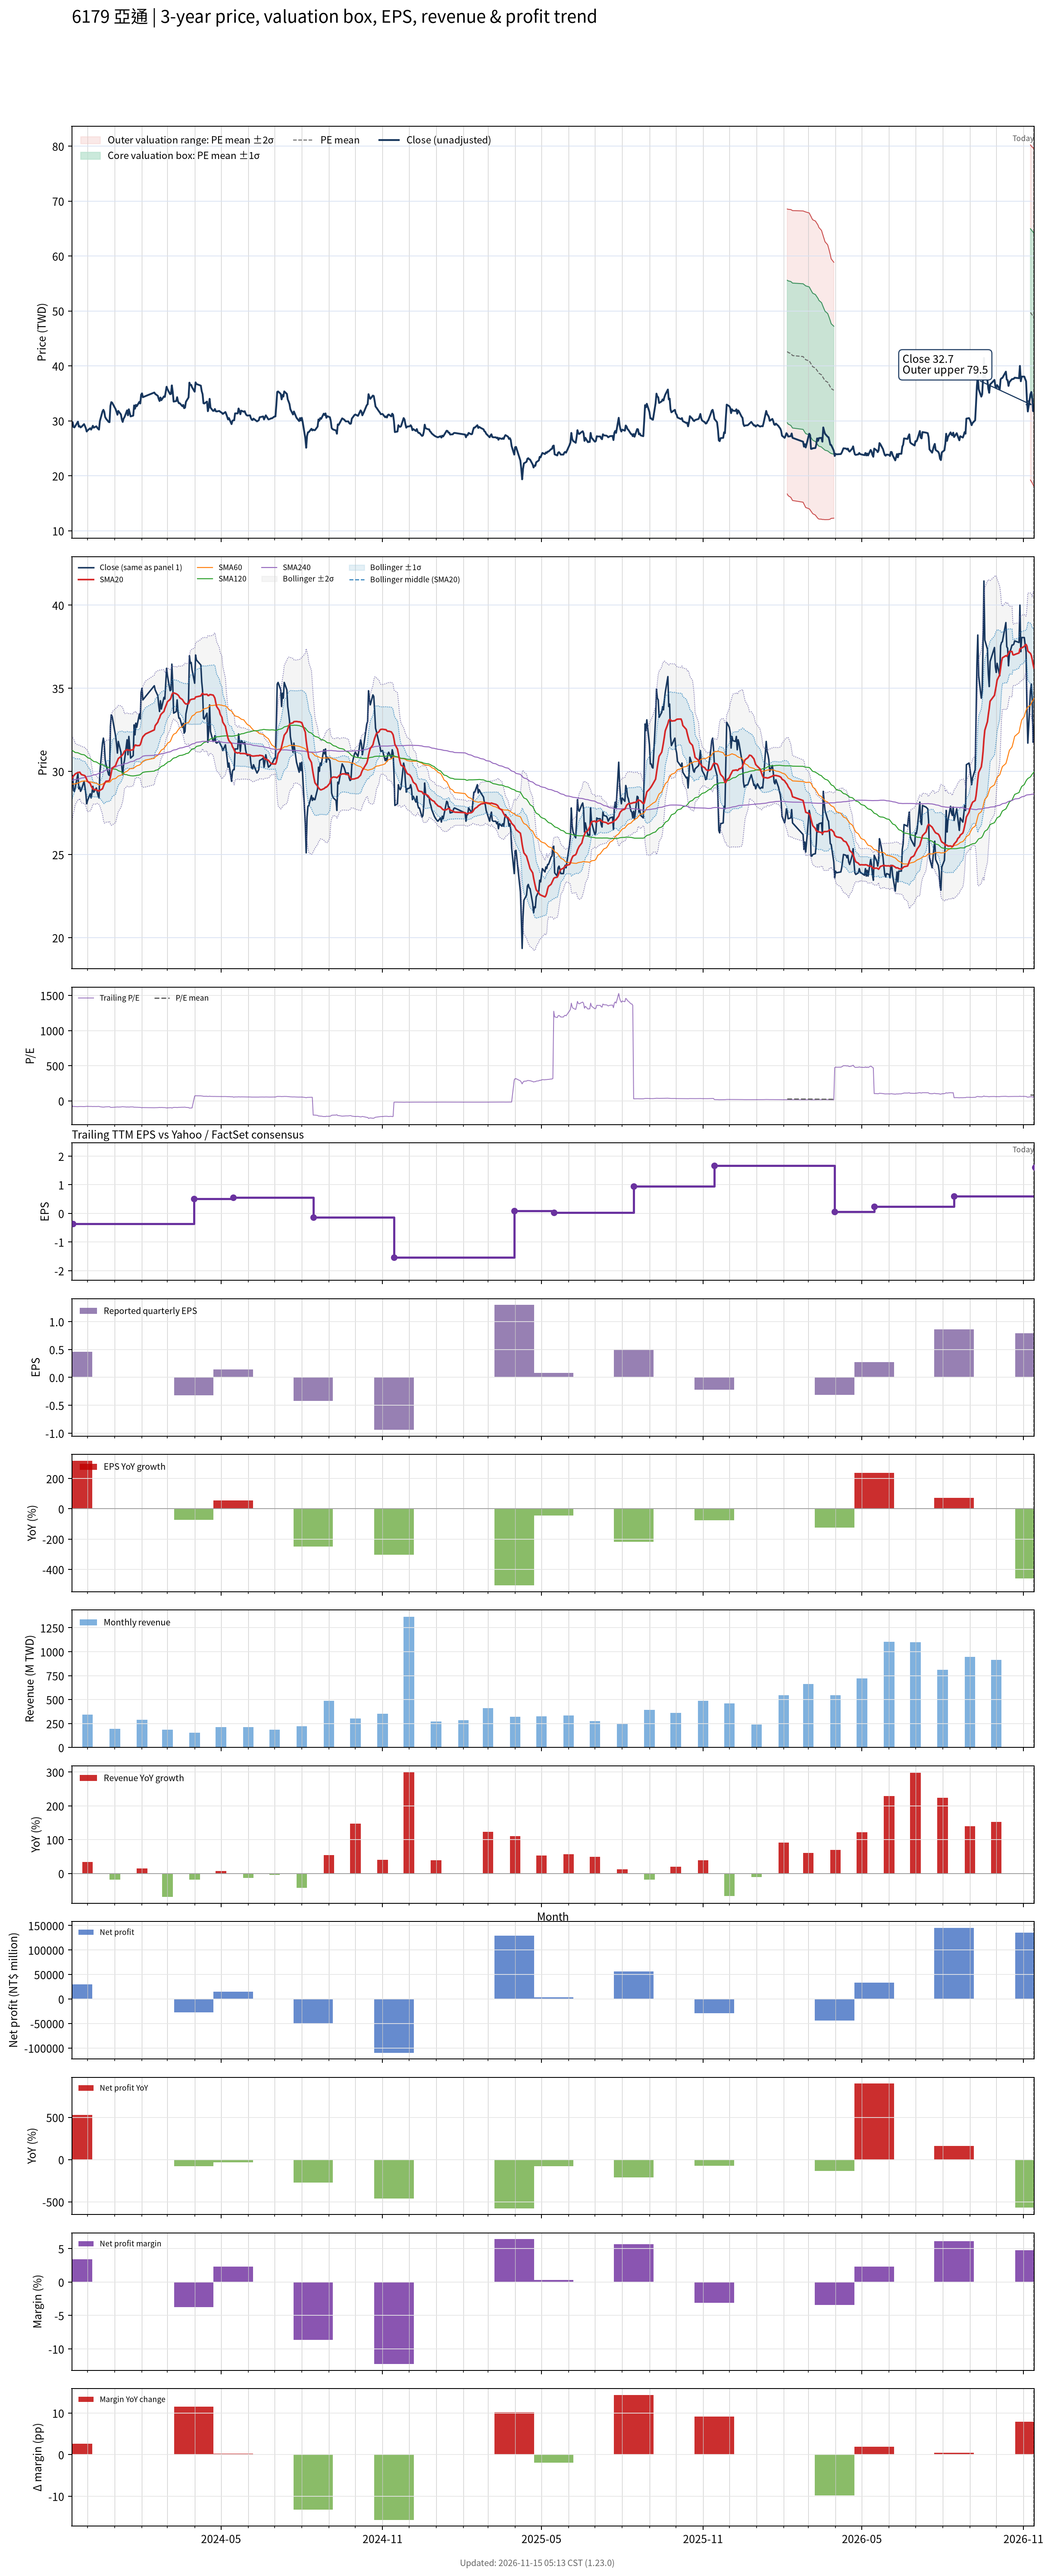 6179 亞通 | 3-year price, valuation box, EPS, revenue & profit trend
Outer valuation range: PE mean ±2σ
PE mean
Close (unadjusted)
Core valuation box: PE mean ±1σ
Today
80
70
60
50
40
30
20
10
Price (TWD)
Close 32.7
Outer upper 79.5
Close (same as panel 1)
SMA60
SMA240
Bollinger ±1σ
SMA20
SMA120
Bollinger ±2σ
Bollinger middle (SMA20)
40
35
30
25
20
Price
Trailing P/E
P/E mean
1500
1000
500
0
P/E
Trailing TTM EPS vs Yahoo / FactSet consensus
Today
2
1
0
-1
-2
EPS
Reported quarterly EPS
1.0
0.5
0.0
-0.5
-1.0
EPS
EPS YoY growth
200
0
-200
-400
YoY (%)
Monthly revenue
1250
1000
750
500
250
0
Revenue (M TWD)
Revenue YoY growth
300
200
100
0
YoY (%)
Month
Net profit
150000
100000
50000
0
-50000
-100000
Net profit (NT$ million)
Net profit YoY
500
0
-500
YoY (%)
Net profit margin
5
0
-5
-10
Margin (%)
Margin YoY change
10
0
-10
Δ margin (pp)
2024-05
2024-11
2025-05
2025-11
2026-05
2026-11
Updated: 2026-11-15 05:13 CST (1.23.0)